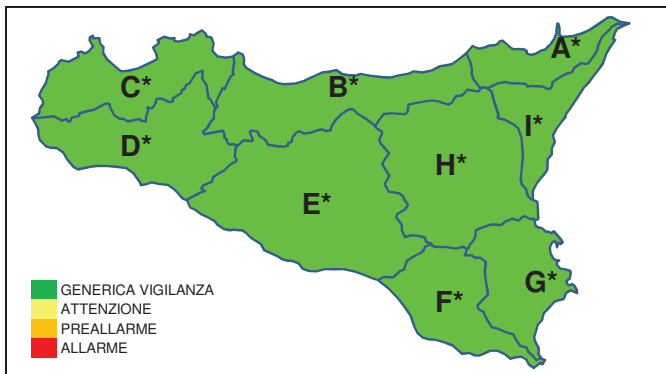 A*
B*
C*
I*
D*
H*
E*
G*
F*
GENERICA VIGILANZA
ATTENZIONE
PREALLARME
ALLARME